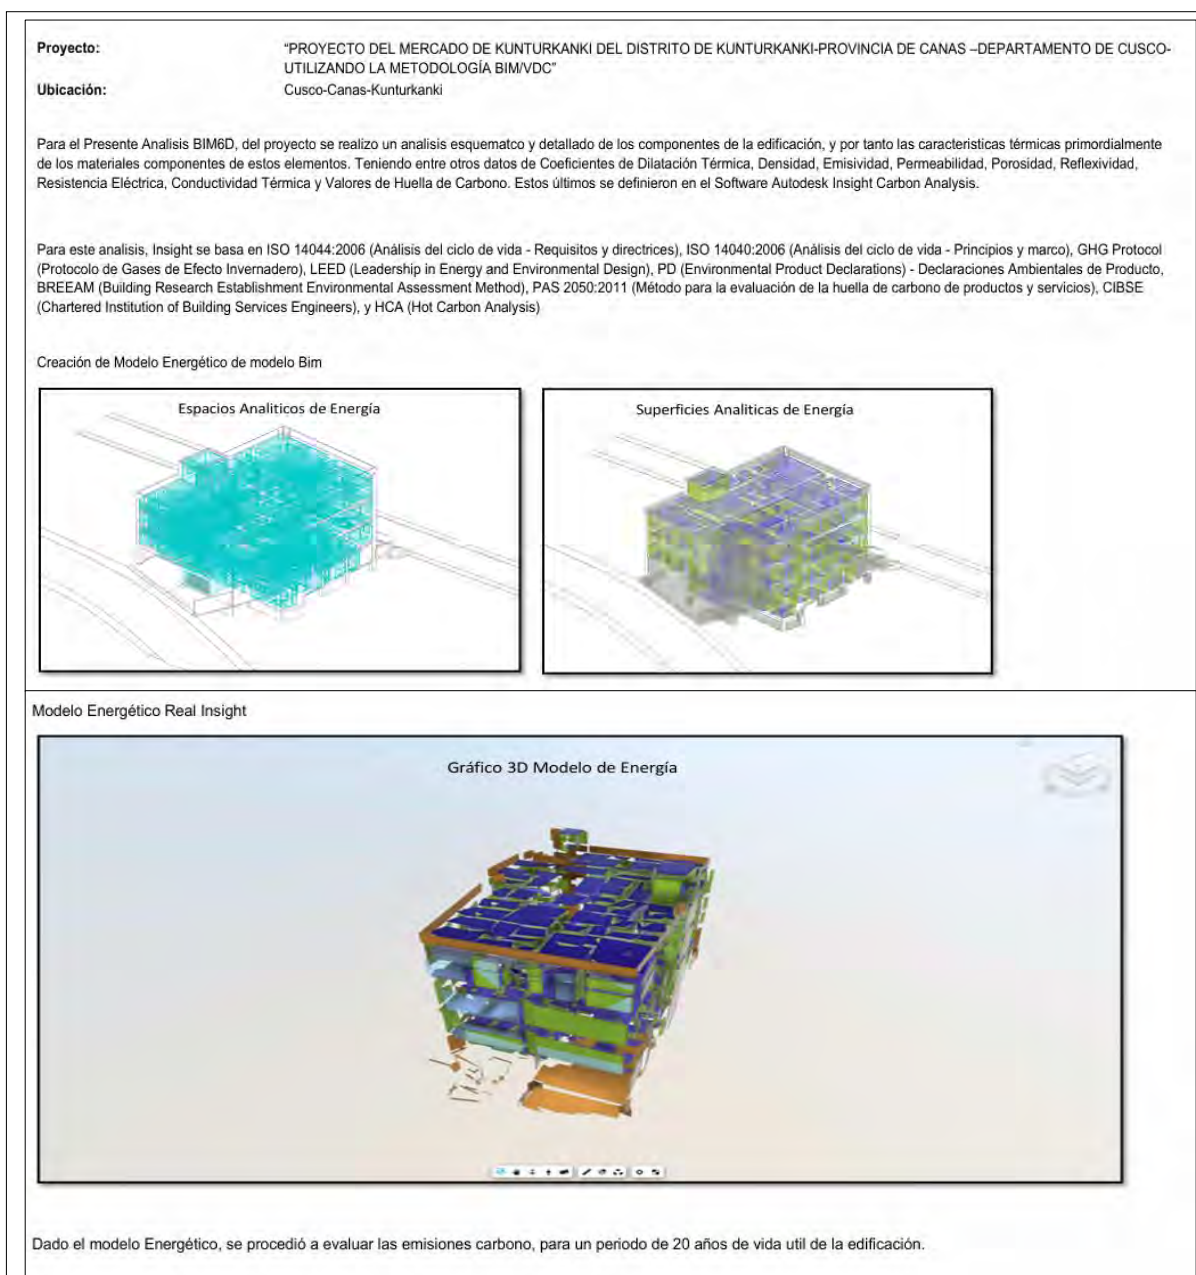 Proyecto: “PROYECTO DEL MERCADO DE KUNTURKANKI DEL DISTRITO DE KUNTURKANKI-PROVINCIA DE CANAS –DEPARTAMENTO DE CUSCO-
UTILIZANDO LA METODOLOGÍA BIM/VDC”
Ubicación: Cusco-Canas-Kunturkanki
Para el Presente Analisis BIM6D, del proyecto se realizo un analisis esquematco y detallado de los componentes de la edificación, y por tanto las caracteristicas térmicas primordialmente
de los materiales componentes de estos elementos. Teniendo entre otros datos de Coeficientes de Dilatación Térmica, Densidad, Emisividad, Permeabilidad, Porosidad, Reflexividad,
Resistencia Eléctrica, Conductividad Térmica y Valores de Huella de Carbono. Estos últimos se definieron en el Software Autodesk Insight Carbon Analysis.
Para este analisis, Insight se basa en ISO 14044:2006 (Análisis del ciclo de vida - Requisitos y directrices), ISO 14040:2006 (Análisis del ciclo de vida - Principios y marco), GHG Protocol
(Protocolo de Gases de Efecto Invernadero), LEED (Leadership in Energy and Environmental Design), PD (Environmental Product Declarations) - Declaraciones Ambientales de Producto,
BREEAM (Building Research Establishment Environmental Assessment Method), PAS 2050:2011 (Método para la evaluación de la huella de carbono de productos y servicios), CIBSE
(Chartered Institution of Building Services Engineers), y HCA (Hot Carbon Analysis)
Creación de Modelo Energético de modelo Bim
Espacios Analiticos de Energía
Superficies Analiticas de Energía
Modelo Energético Real Insight
Gráfico 3D Modelo de Energía
Dado el modelo Energético, se procedió a evaluar las emisiones carbono, para un periodo de 20 años de vida util de la edificación.